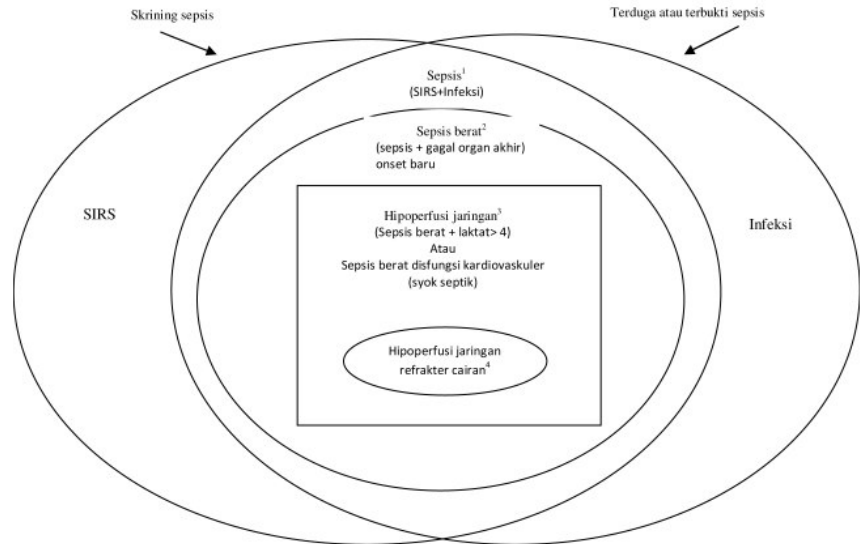 Skrining sepsis
Terduga atau terbukti sepsis
Sepsis¹
(SIRS+Infeksi)
Sepsis berat²
(sepsis + gagal organ akhir)
onset baru
SIRS
Infeksi
Hipoperfusi jaringan³
(Sepsis berat + laktat> 4)
Atau
Sepsis berat disfungsi kardiovaskuler
(syok septik)
Hipoperfusi jaringan
refrakter cairan⁴